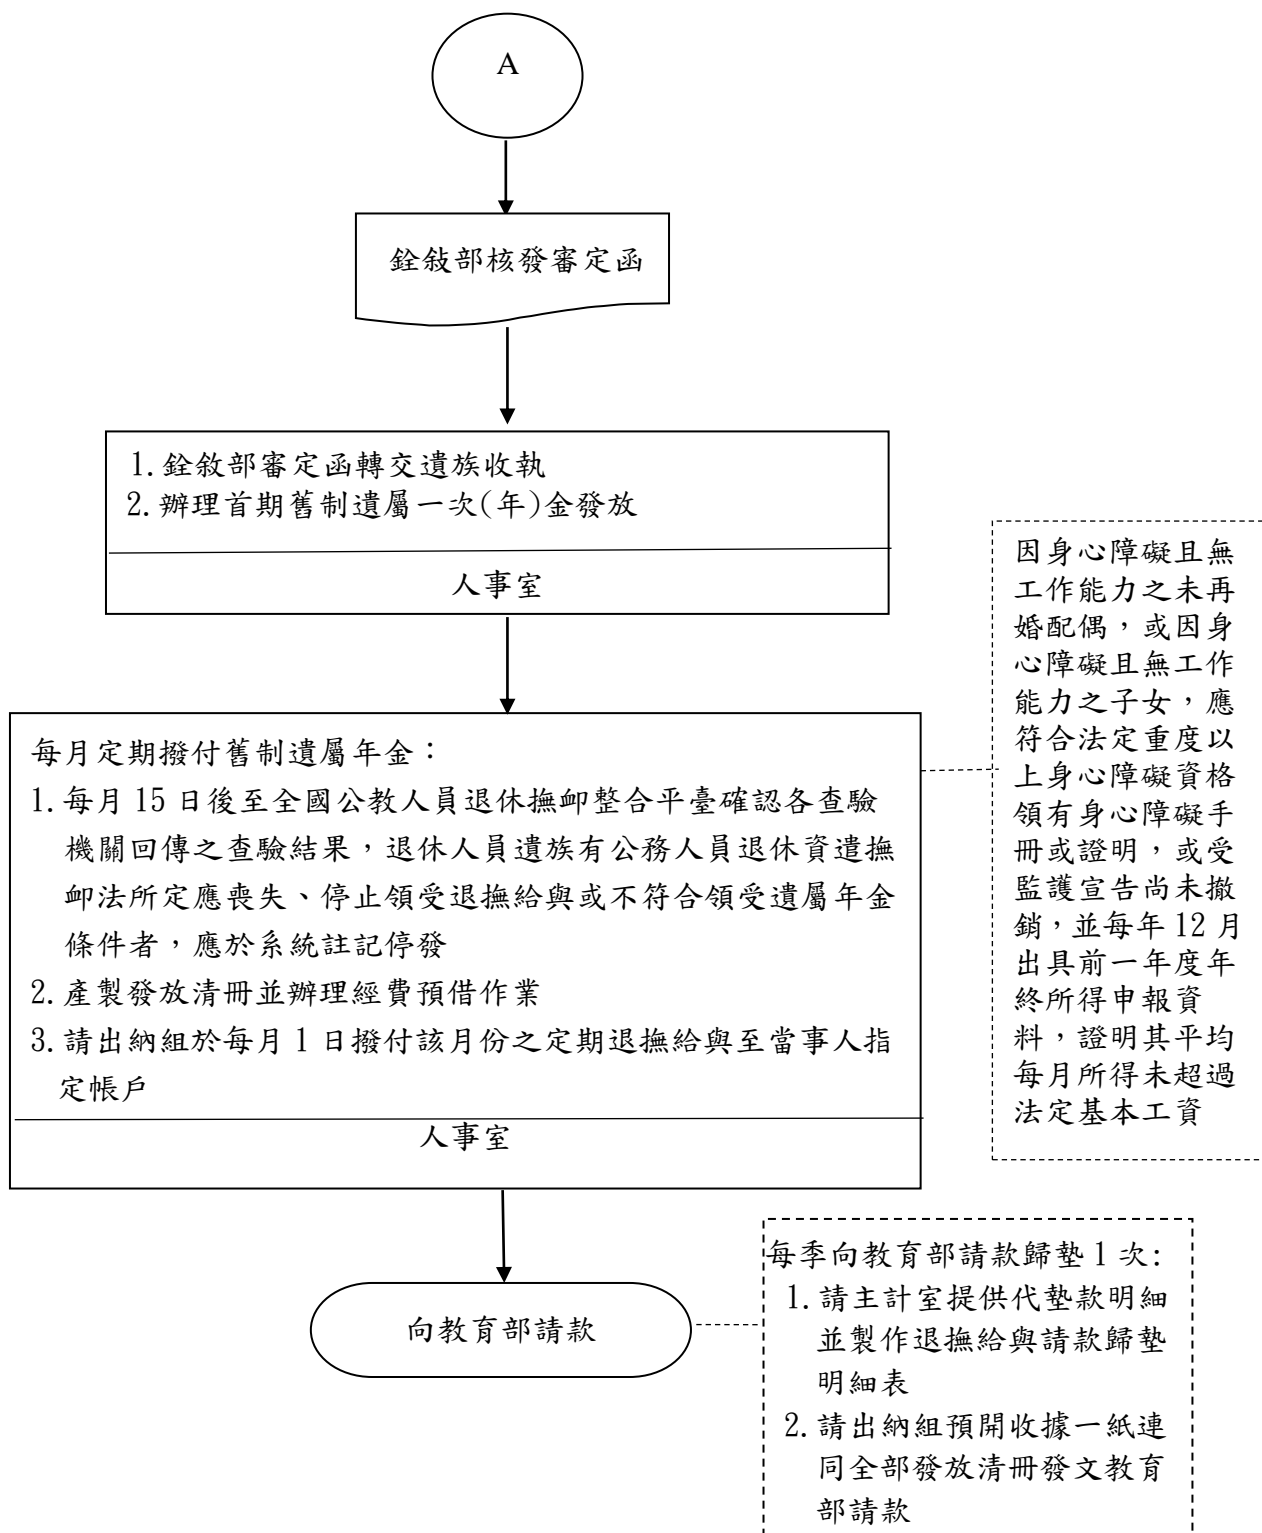 A
銓敍部核發審定函
1.銓敘部審定函轉交遺族收執
2.辦理首期舊制遺屬一次(年)金發放
人事室
每月定期撥付舊制遺屬年金：
1.每月15日後至全國公教人員退休撫卹整合平臺確認各查驗
機關回傳之查驗結果，退休人員遺族有公務人員退休資遣撫
卹法所定應喪失、停止領受退撫給與或不符合領受遺屬年金
條件者，應於系統註記停發
2.產製發放清冊並辦理經費預借作業
3.請出納組於每月1日撥付該月份之定期退撫給與至當事人指
定帳戶
人事室
因身心障礙且無
工作能力之未再
婚配偶，或因身
心障礙且無工作
能力之子女，應
符合法定重度以
上身心障礙資格
領有身心障礙手
冊或證明，或受
監護宣告尚未撤
銷，並每年12月
出具前一年度年
終所得申報資
料，證明其平均
每月所得未超過
法定基本工資
向教育部請款
每季向教育部請款歸墊1次:
1.請主計室提供代墊款明細
並製作退撫給與請款歸墊
明細表
2.請出納組預開收據一紙連
同全部發放清冊發文教育
部請款